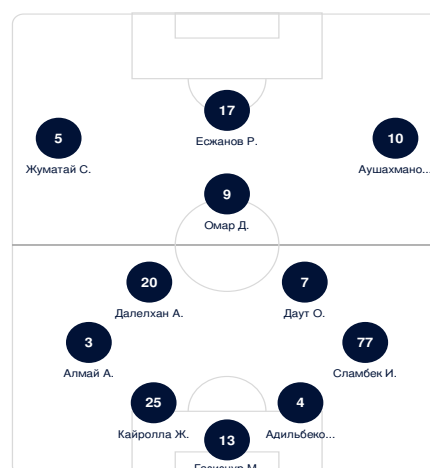 17
Есжанов Р.
5
Жуматай С.
10
Аушахмано...
9
Омар Д.
20
Далелхан А.
7
Даут О.
3
Алмай А.
77
Сламбек И.
25
Кайролла Ж.
4
Адильбеко...
13